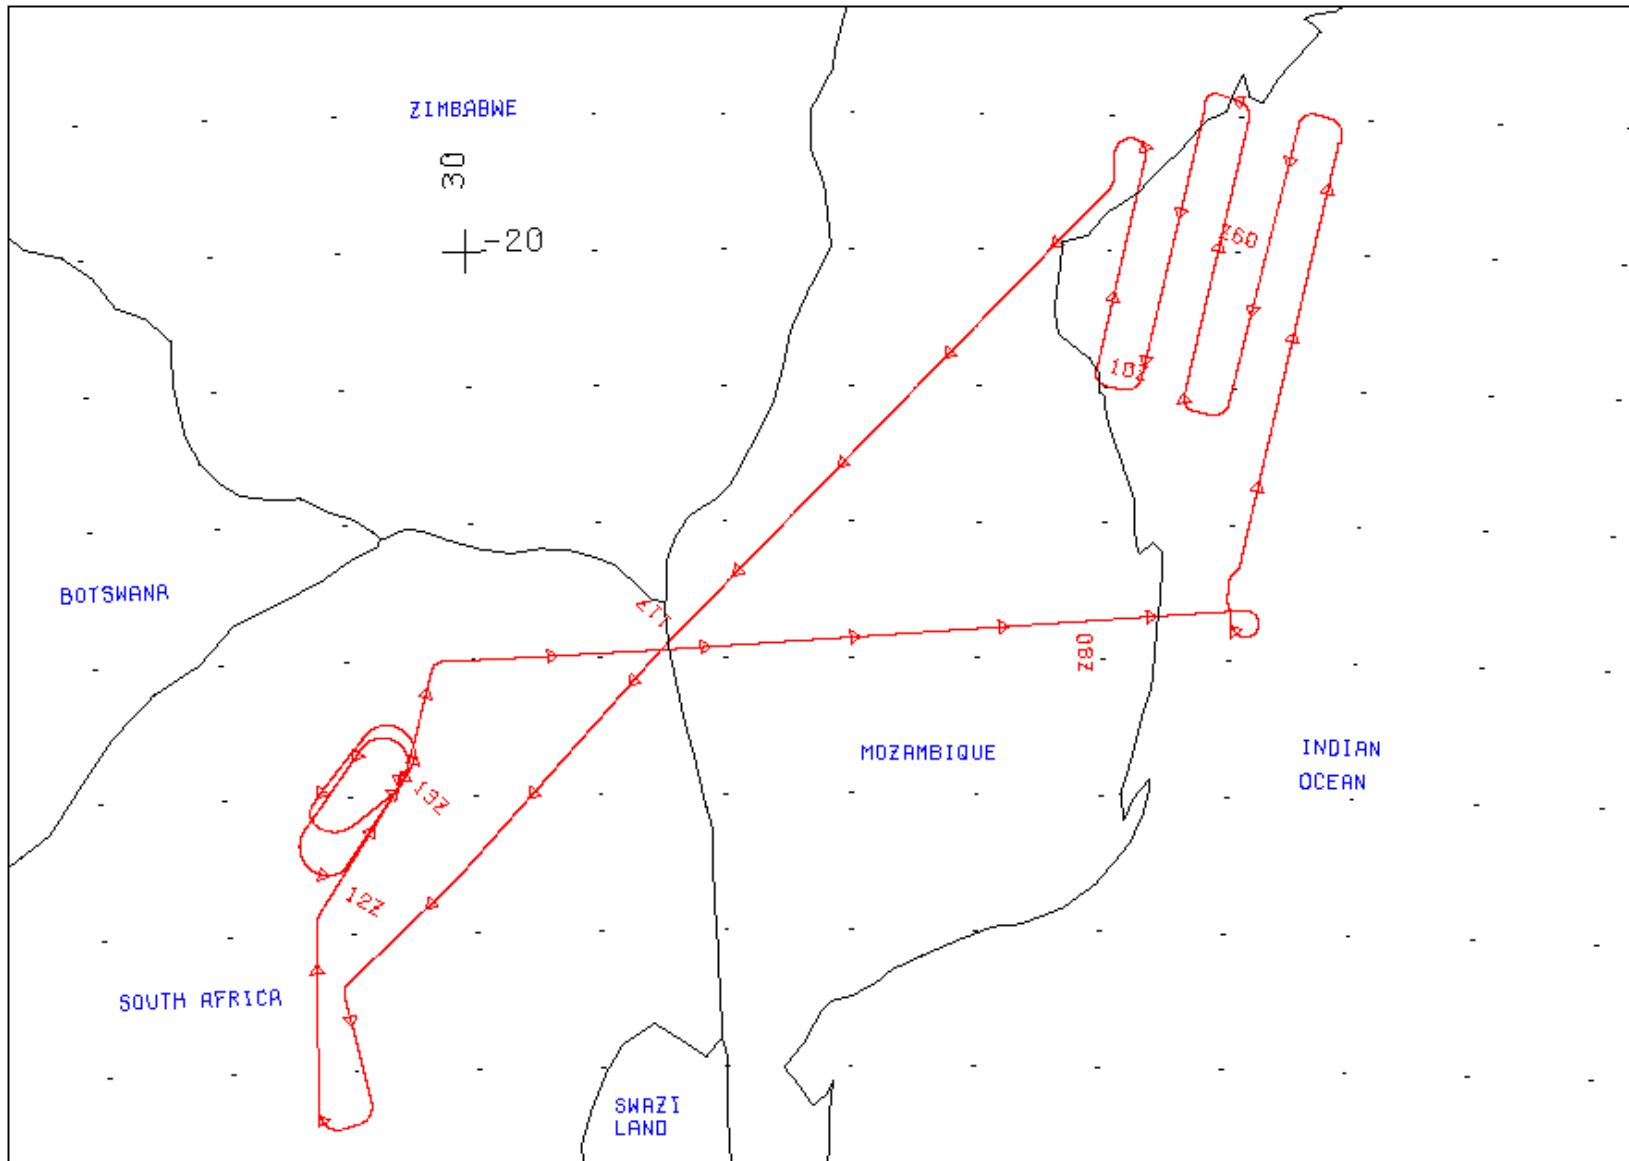 ZIMBABWE
30
-20
09Z
10Z
BOTSWANA
11Z
08Z
MOZAMBIQUE
INDIAN
OCEAN
13Z
12Z
SOUTH AFRICA
SWAZI
LAND